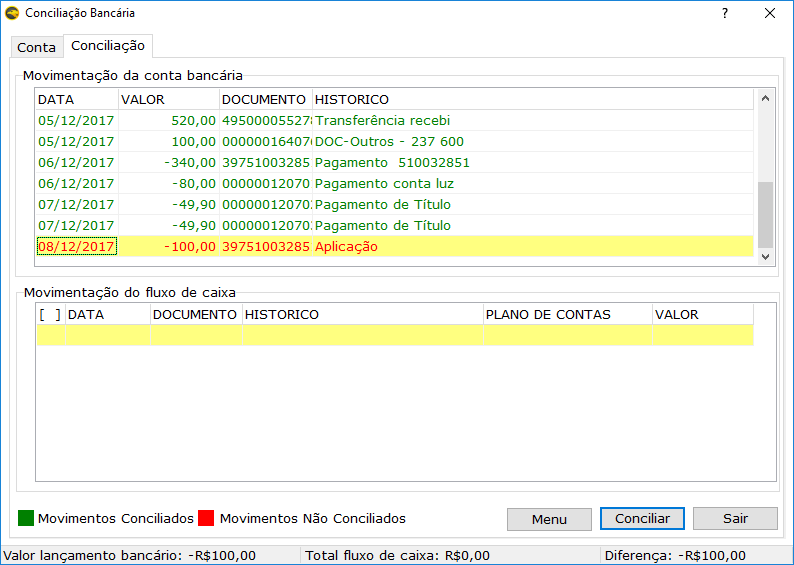 Conciliação Bancária
?
Conta Conciliação
Movimentação da conta bancária
DATA VALOR DOCUMENTO HISTORICO
05/12/2017 520,00 49500005527 Transferência recebi
05/12/2017 100,00 00000016407 DOC-Outros - 237 600
06/12/2017 -340,00 39751003285 Pagamento 510032851
06/12/2017 -80,00 00000012070 Pagamento conta luz
07/12/2017 -49,90 00000012070 Pagamento de Título
07/12/2017 -49,90 00000012070 Pagamento de Título
08/12/2017 -100,00 39751003285 Aplicação
Movimentação do fluxo de caixa
[ ] DATA DOCUMENTO HISTORICO PLANO DE CONTAS VALOR
Movimentos Conciliados Movimentos Não Conciliados Menu Conciliar Sair
Valor lançamento bancário: -R$100,00 Total fluxo de caixa: R$0,00 Diferença: -R$100,00